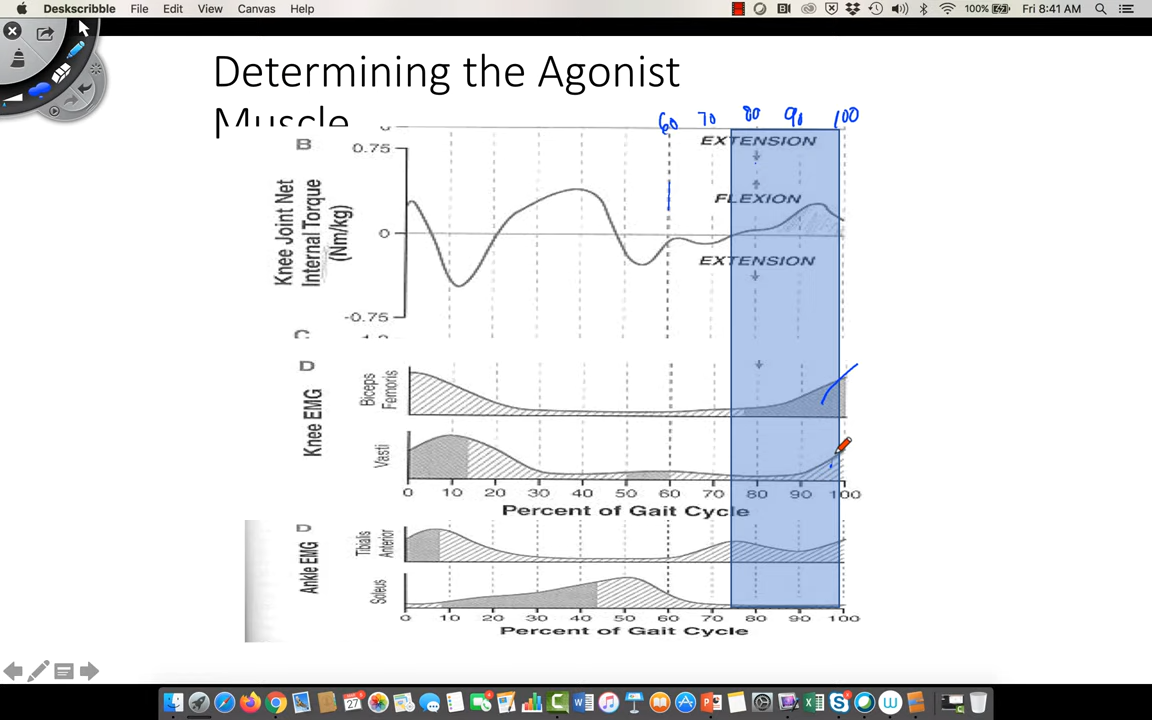 Deskscribble File Edit View Canvas Help 100% Fri 8:41 AM
Determining the Agonist
Muscle
60 70 80 90 100
B
0.75
0
-0.75
Knee Joint Net
Internal Torque
(Nm/kg)
EXTENSION
FLEXION
EXTENSION
C
D
Knee EMG
Biceps
Femoris
Vasti
0 10 20 30 40 50 60 70 80 90 100
Percent of Gait Cycle
D
Ankle EMG
Tibialis
Anterior
Soleus
0 10 20 30 40 50 60 70 80 90 100
Percent of Gait Cycle